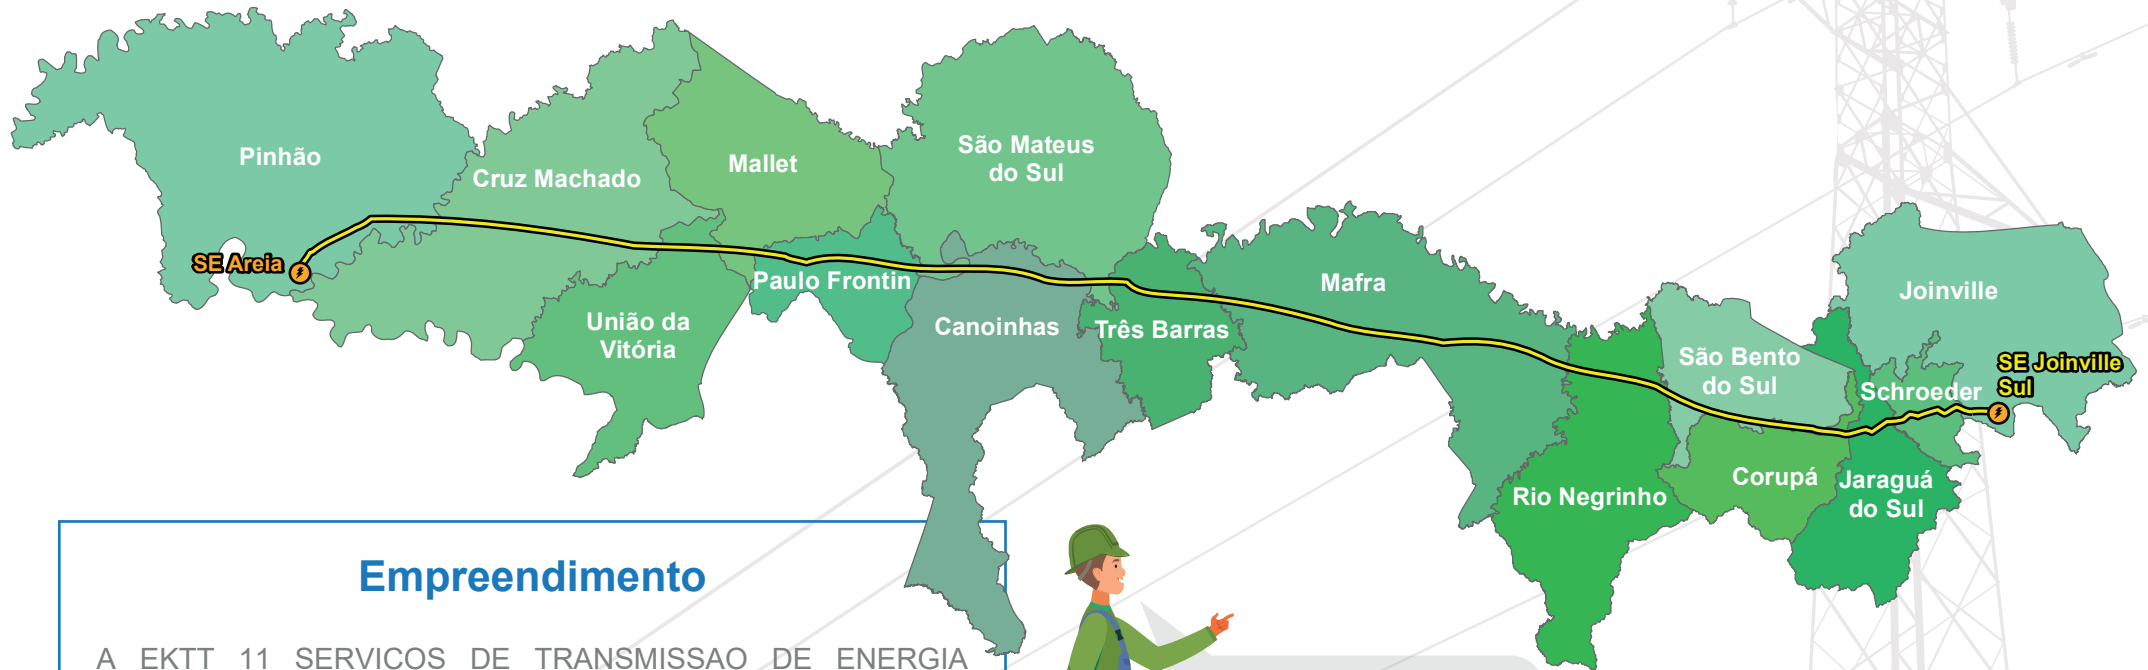 Pinhão
Cruz Machado
Mallet
São Mateus
do Sul
SE Areia
União da
Vitória
Paulo Frontin
Canoinhas
Três Barras
Mafra
Rio Negrinho
São Bento
do Sul
Corupá
Jaraguá
do Sul
Schroeder
Joinville
SE Joinville
Sul
Empreendimento
A EKTT 11 SERVICOS DE TRANSMISSAO DE ENERGIA